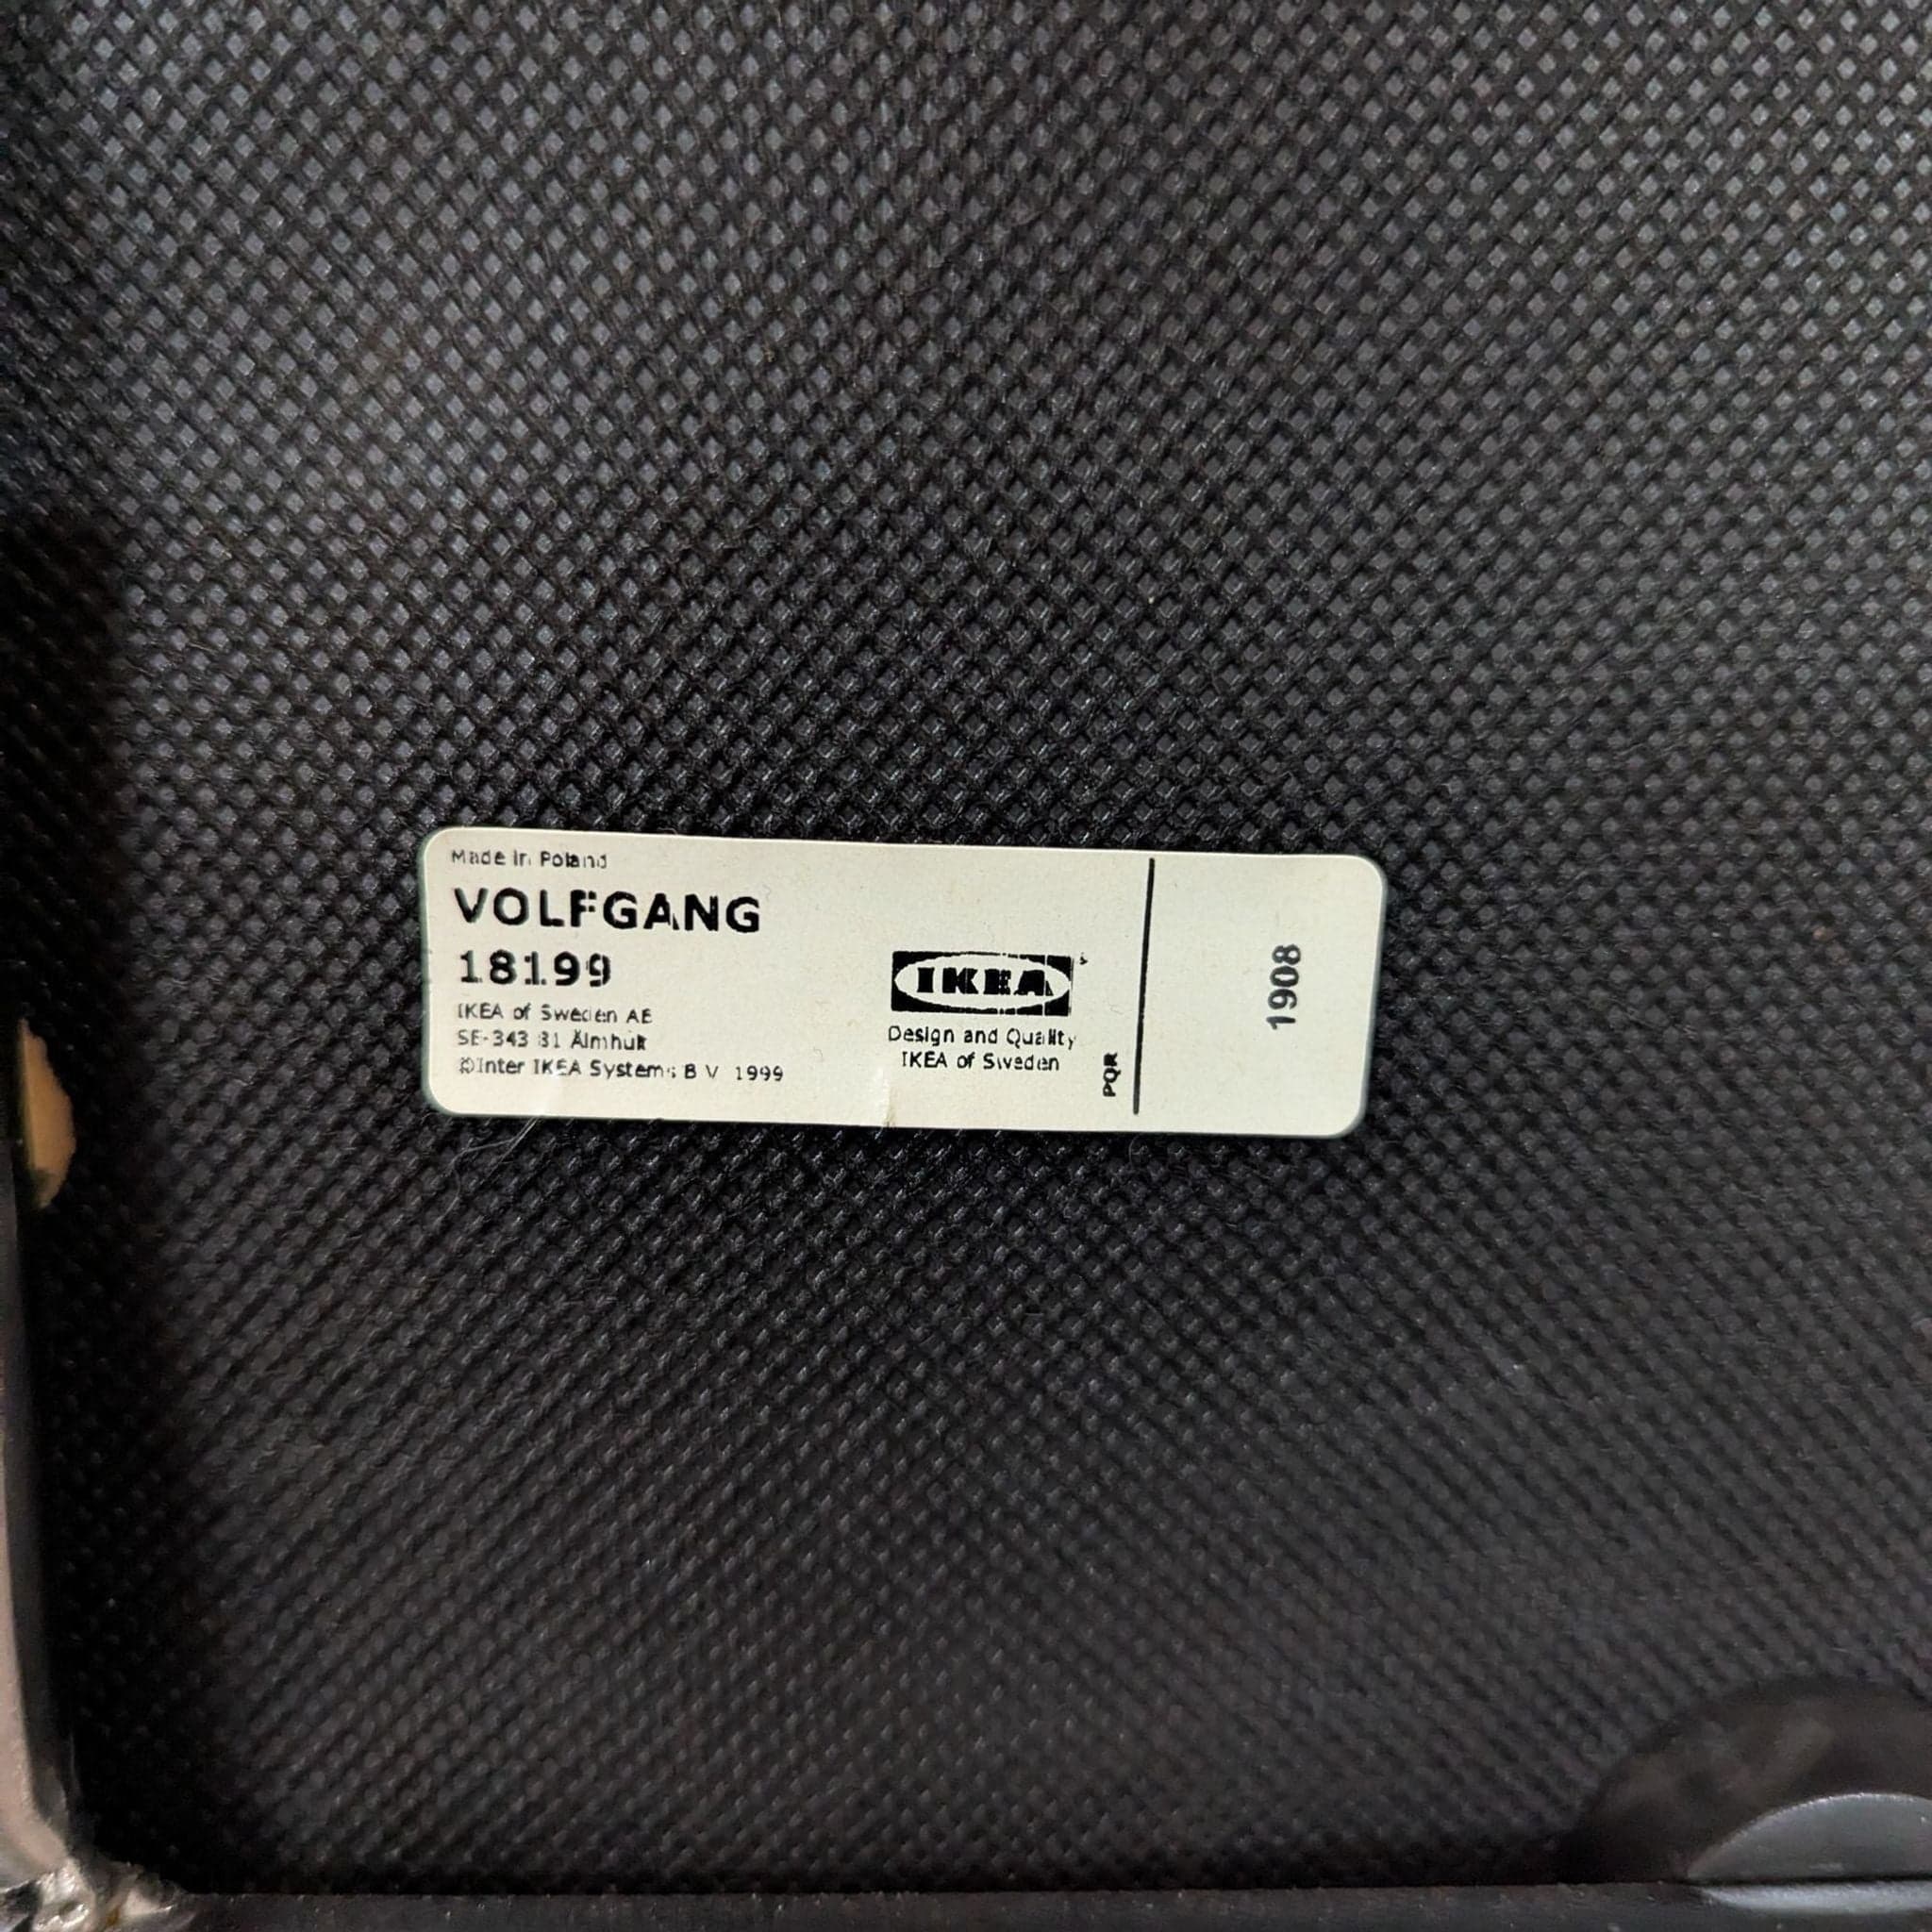 Made in Poland
VOLFGANG
18199
IKEA of Sweden AB
SE-343 81 Älmhult
©Inter IKEA Systems B V 1999
IKEA
Design and Quality
IKEA of Sweden
PQR
1908